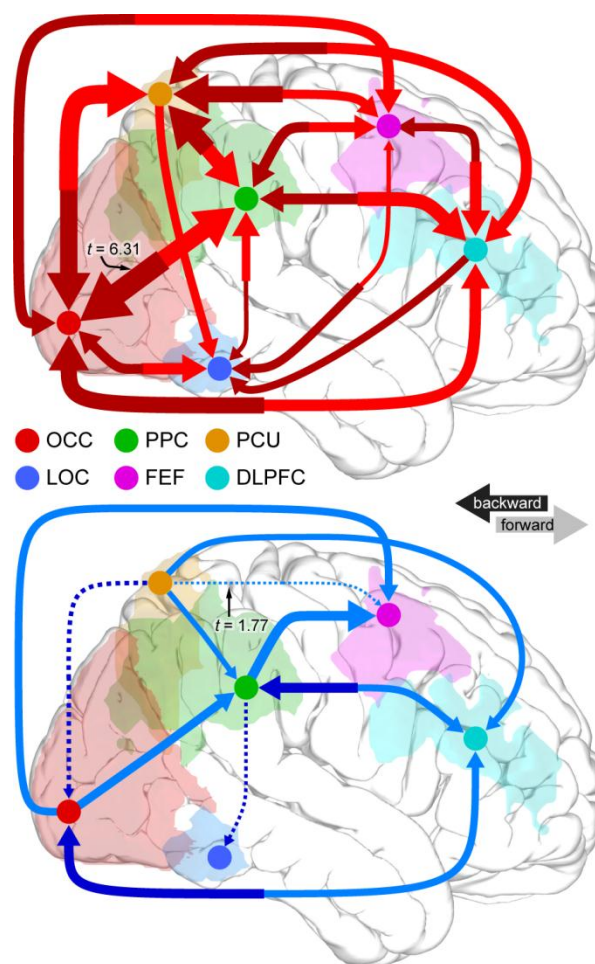 t = 6.31
OCC PPC PCU
LOC FEF DLPFC
backward
forward
t = 1.77